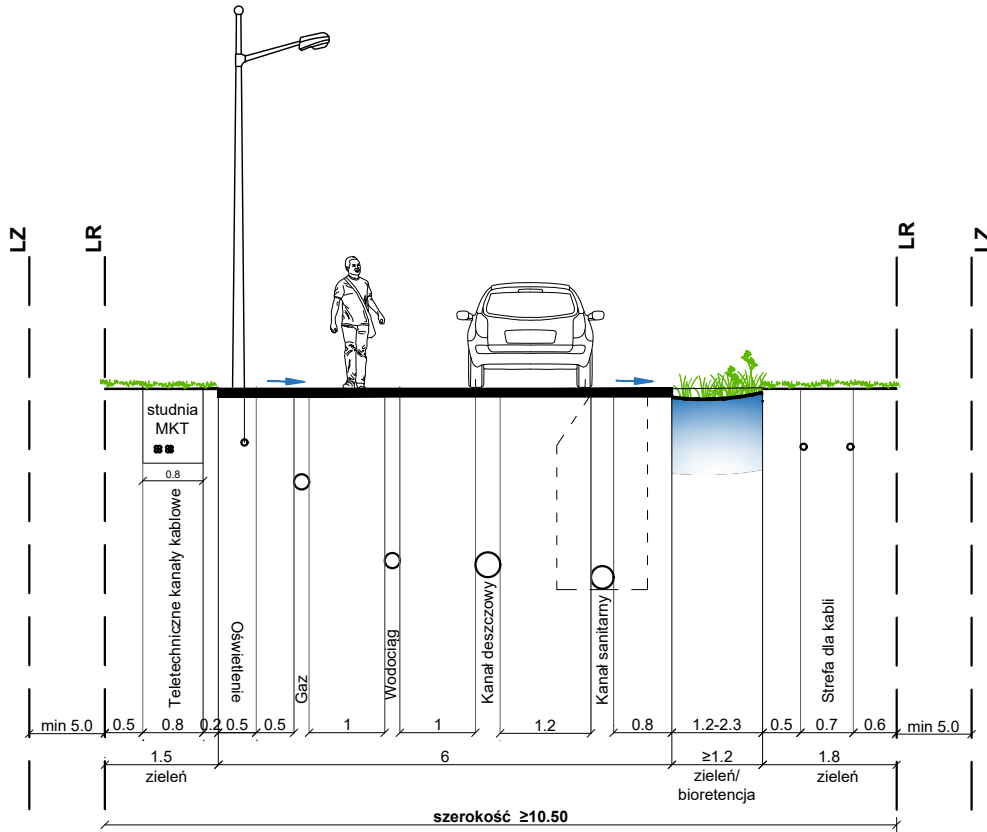 LZ
LR
LR
LZ
studnia
MKT
0.8
Teletechniczne kanały kablowe
Oświetlenie
Gaz
Wodociąg
Kanał deszczowy
Kanał sanitarny
Strefa dla kabli
min 5.0
0.5
0.8
0.2
0.5
0.5
1
1
1.2
0.8
1.2-2.3
0.5
0.7
0.6
min 5.0
1.5
zieleń
6
≥1.2
zieleń/
bioretencja
1.8
zieleń
szerokość ≥10.50